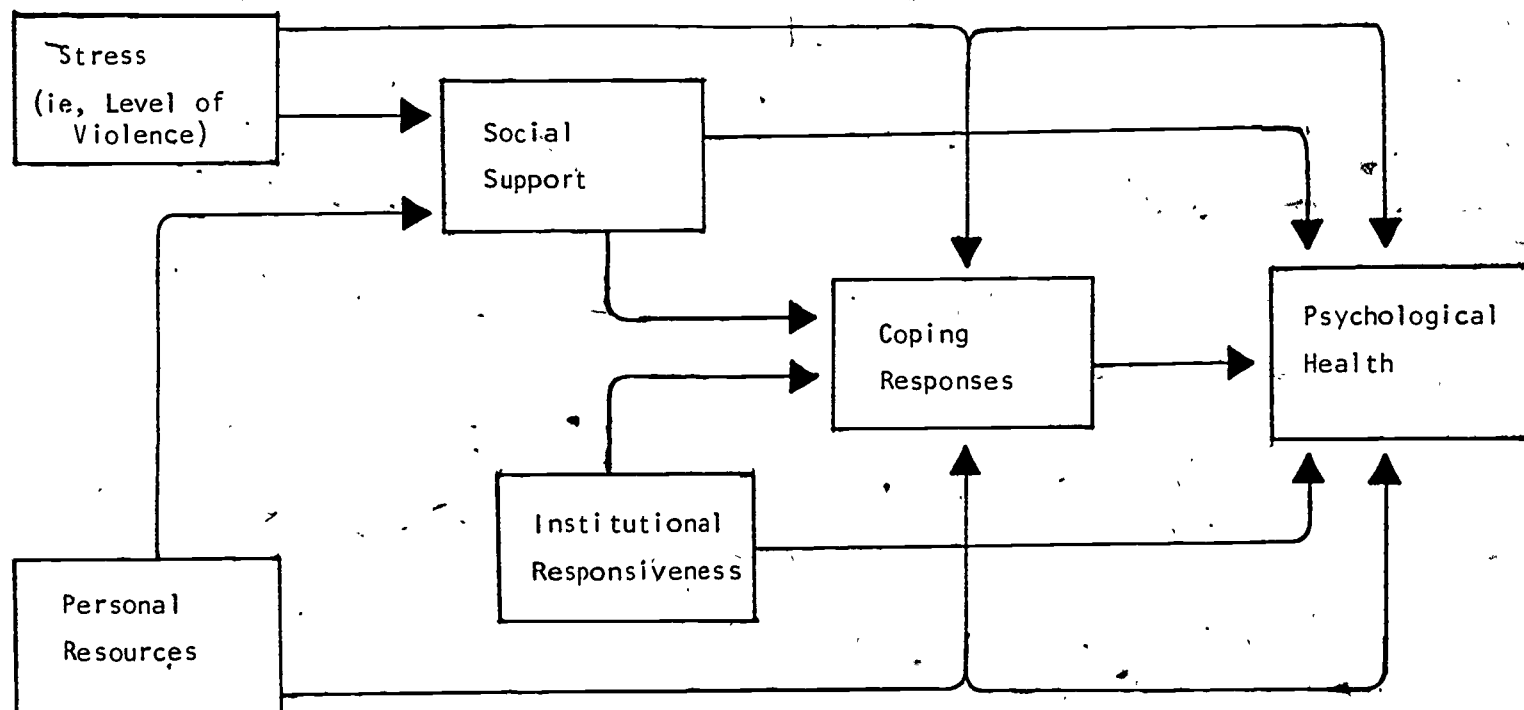 Stress
(ie, Level of
Violence)
Social
Support
Coping
Responses
Psychological
Health
Institutional
Responsiveness
Personal
Resources